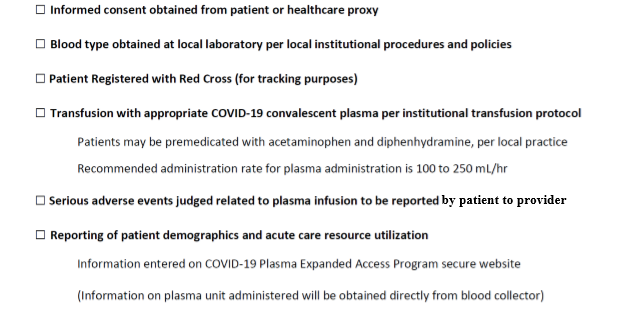 ☐ Informed consent obtained from patient or healthcare proxy
☐ Blood type obtained at local laboratory per local institutional procedures and policies
☐ Patient Registered with Red Cross (for tracking purposes)
☐ Transfusion with appropriate COVID-19 convalescent plasma per institutional transfusion protocol
Patients may be premedicated with acetaminophen and diphenhydramine, per local practice
Recommended administration rate for plasma administration is 100 to 250 mL/hr
☐ Serious adverse events judged related to plasma infusion to be reported by patient to provider
☐ Reporting of patient demographics and acute care resource utilization
Information entered on COVID-19 Plasma Expanded Access Program secure website
(Information on plasma unit administered will be obtained directly from blood collector)